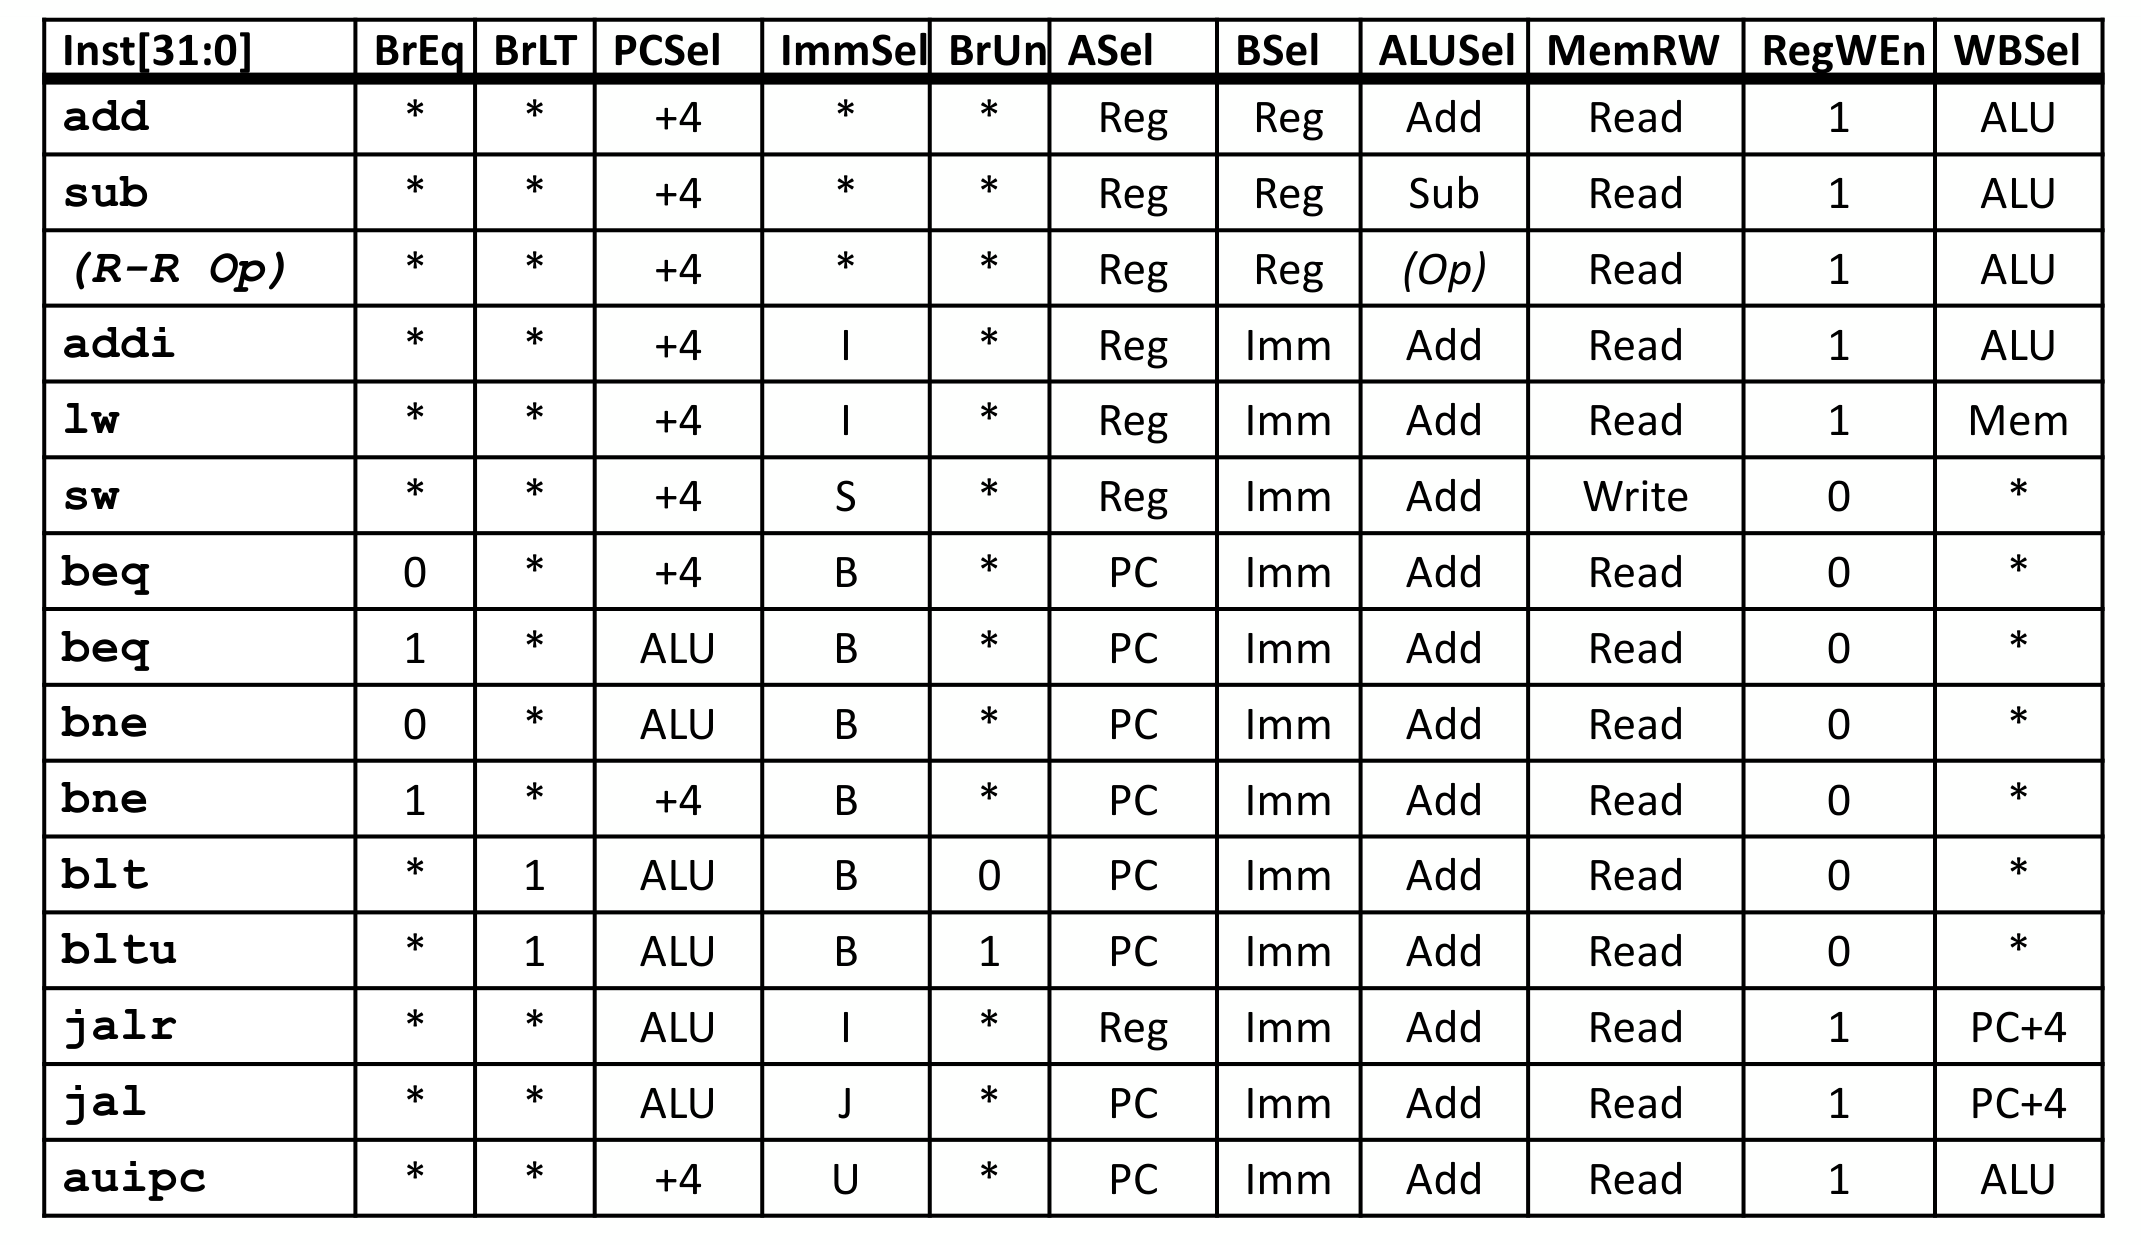 Inst[31:0] BrEq BrLT PCSel ImmSel BrUn ASel BSel ALUSel MemRW RegWEn WBSel
add * * +4 * * Reg Reg Add Read 1 ALU
sub * * +4 * * Reg Reg Sub Read 1 ALU
(R-R Op) * * +4 * * Reg Reg (Op) Read 1 ALU
addi * * +4 I * Reg Imm Add Read 1 ALU
lw * * +4 I * Reg Imm Add Read 1 Mem
sw * * +4 S * Reg Imm Add Write 0 *
beq 0 * +4 B * PC Imm Add Read 0 *
beq 1 * ALU B * PC Imm Add Read 0 *
bne 0 * ALU B * PC Imm Add Read 0 *
bne 1 * +4 B * PC Imm Add Read 0 *
blt * 1 ALU B 0 PC Imm Add Read 0 *
bltu * 1 ALU B 1 PC Imm Add Read 0 *
jalr * * ALU I * Reg Imm Add Read 1 PC+4
jal * * ALU J * PC Imm Add Read 1 PC+4
auipc * * +4 U * PC Imm Add Read 1 ALU